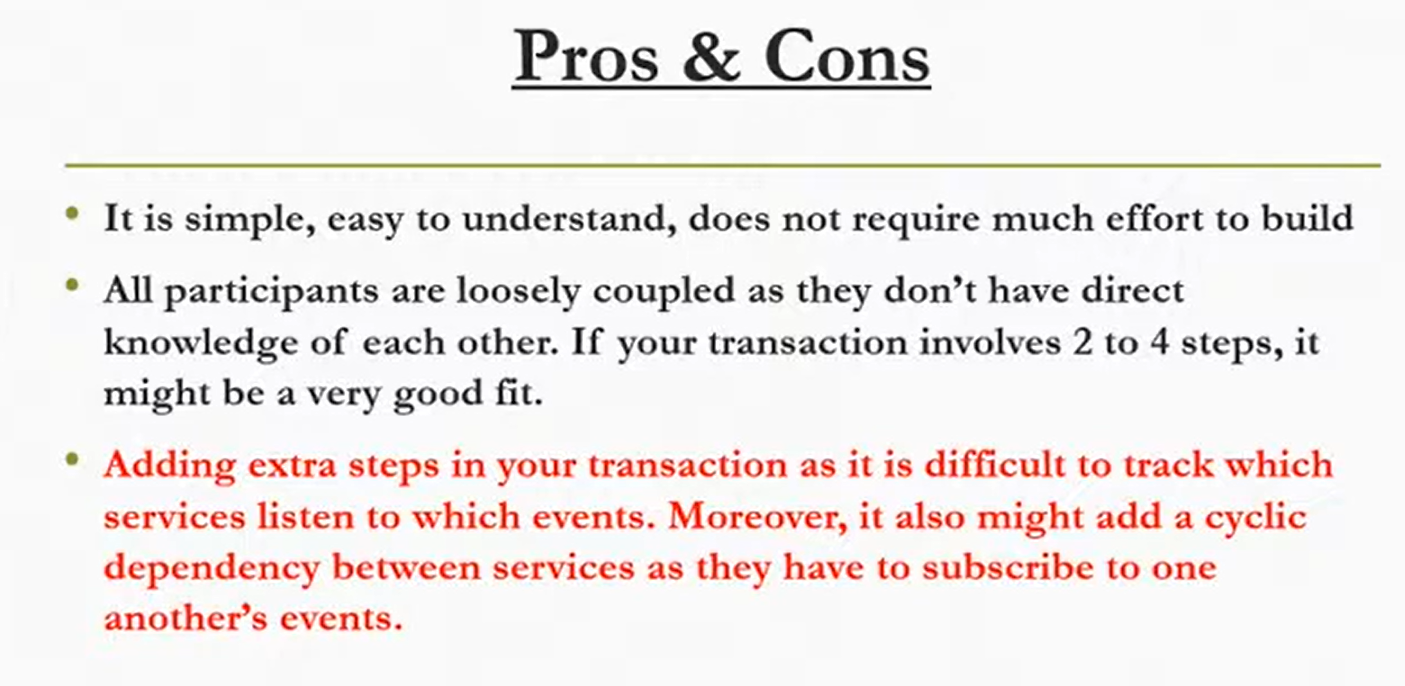 Pros & Cons
• It is simple, easy to understand, does not require much effort to build
• All participants are loosely coupled as they don’t have direct
knowledge of each other. If your transaction involves 2 to 4 steps, it
might be a very good fit.
• Adding extra steps in your transaction as it is difficult to track which
services listen to which events. Moreover, it also might add a cyclic
dependency between services as they have to subscribe to one
another’s events.